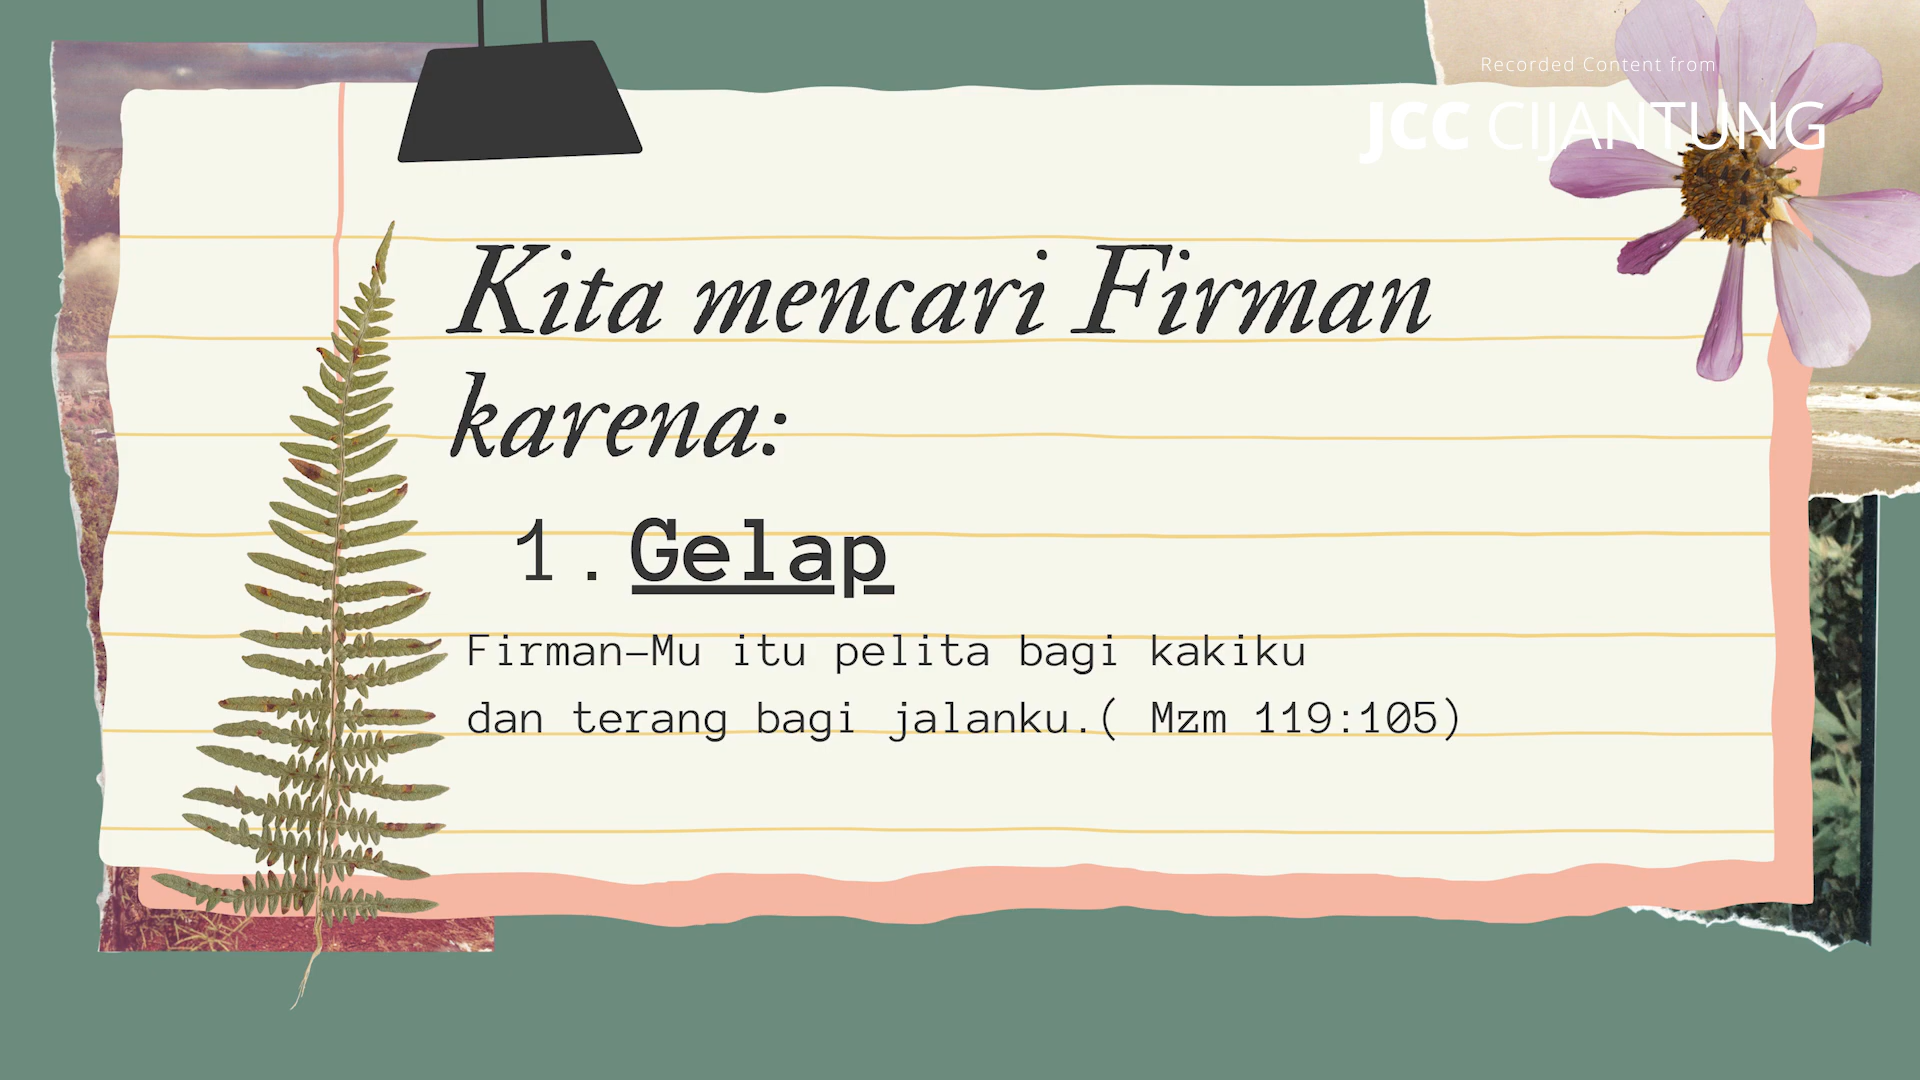 Recorded Content from
JCC CIJANTUNG
Kita mencari Firman
karena:
1. Gelap
Firman-Mu itu pelita bagi kakiku
dan terang bagi jalanku.( Mzm 119:105)